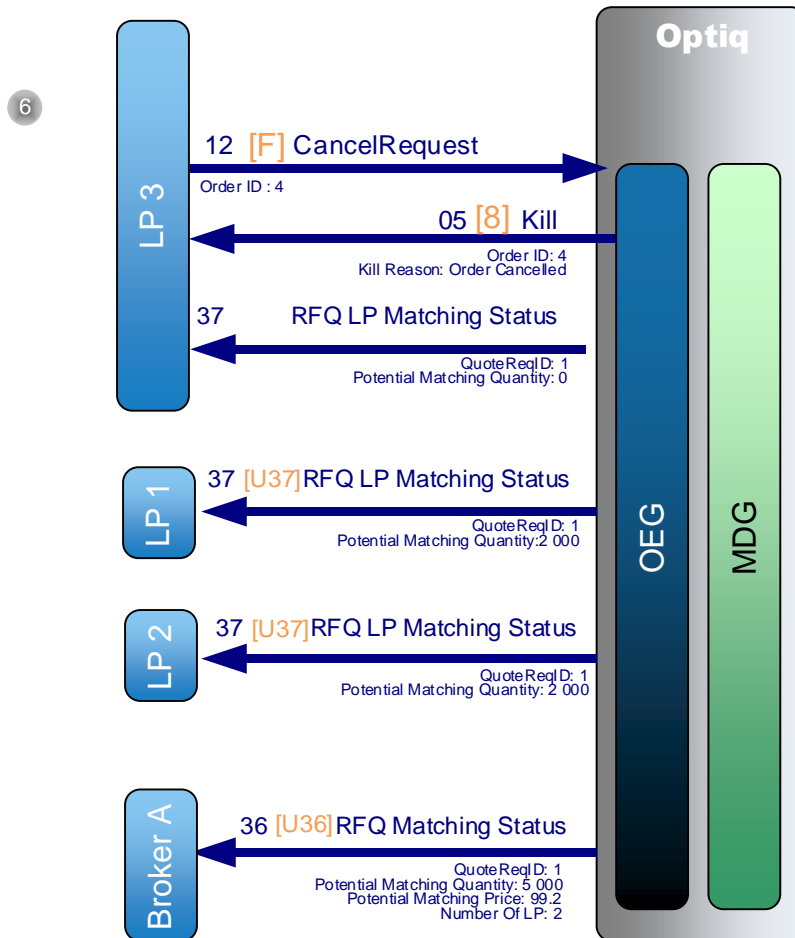 Optiq
6
LP 3
12 [F] CancelRequest
Order ID : 4
05 [8] Kill
Order ID: 4
Kill Reason: Order Cancelled
37 RFQ LP Matching Status
QuoteReqID: 1
Potential Matching Quantity: 0
LP 1
37 [U37] RFQ LP Matching Status
QuoteReqID: 1
Potential Matching Quantity:2 000
OEG
MDG
LP 2
37 [U37] RFQ LP Matching Status
QuoteReqID: 1
Potential Matching Quantity: 2 000
Broker A
36 [U36] RFQ Matching Status
QuoteReqID: 1
Potential Matching Quantity: 5 000
Potential Matching Price: 99.2
Number Of LP: 2